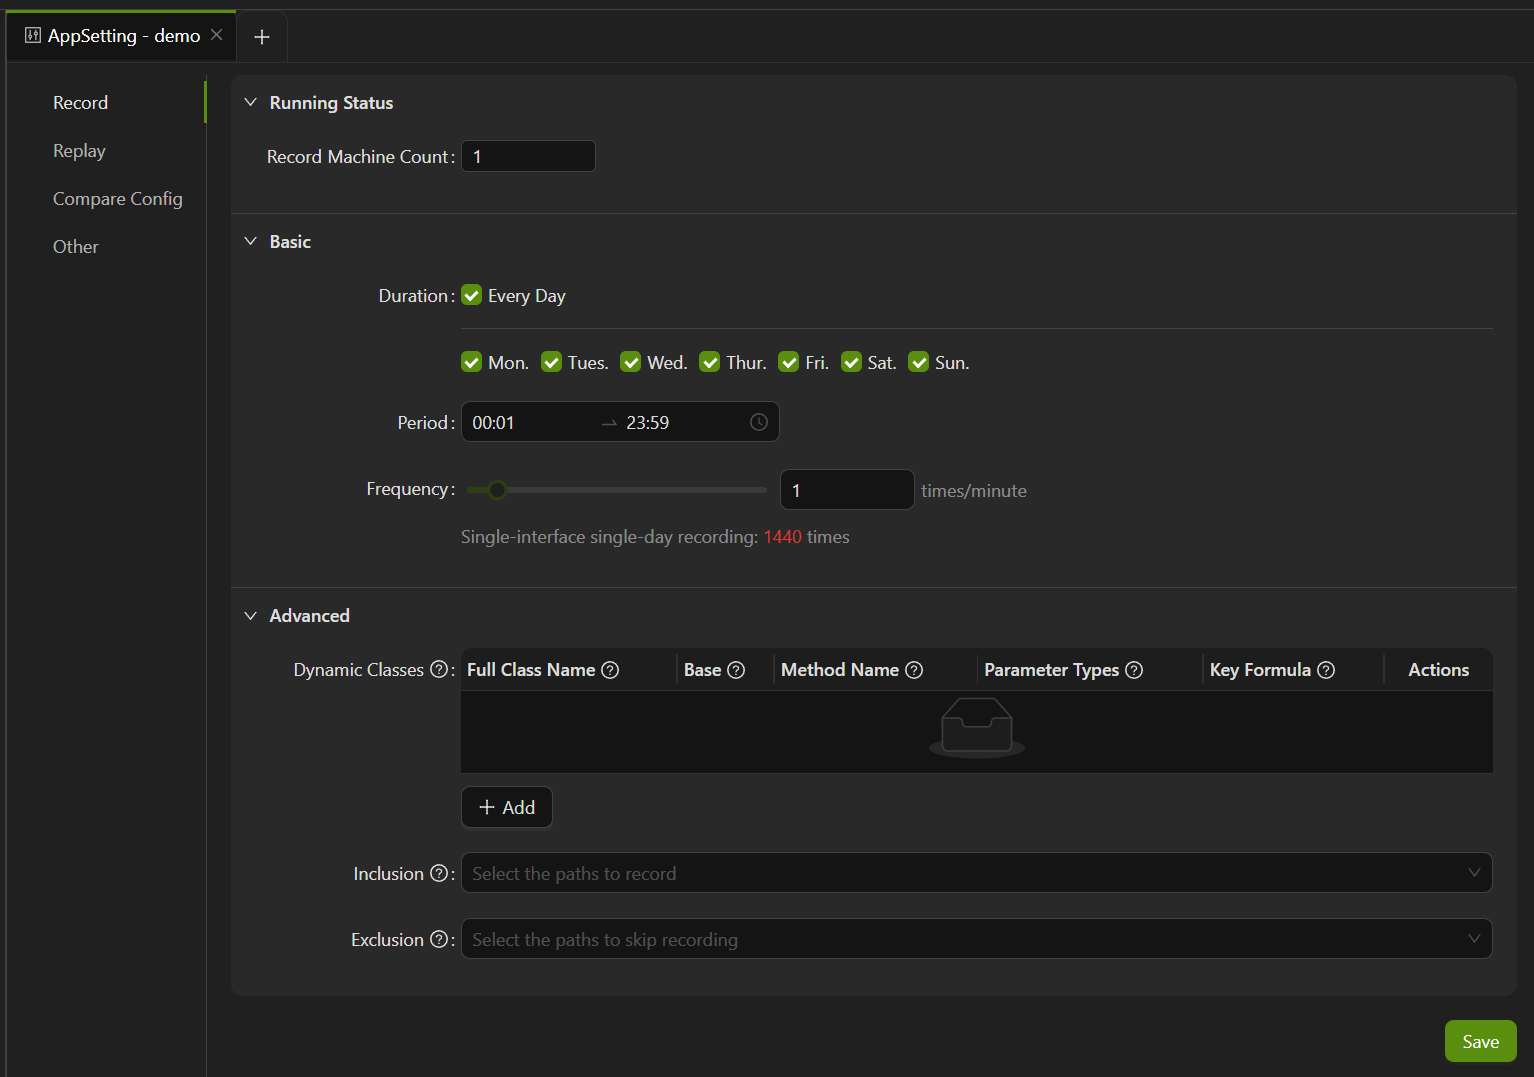 AppSetting - demo
Record
Replay
Compare Config
Other
Running Status
Record Machine Count: 1
Basic
Duration: Every Day
Mon. Tues. Wed. Thur. Fri. Sat. Sun.
Period: 00:01 → 23:59
Frequency: 1 times/minute
Single-interface single-day recording: 1440 times
Advanced
Dynamic Classes ?: Full Class Name ? Base ? Method Name ? Parameter Types ? Key Formula ? Actions
+ Add
Inclusion ?: Select the paths to record
Exclusion ?: Select the paths to skip recording
Save